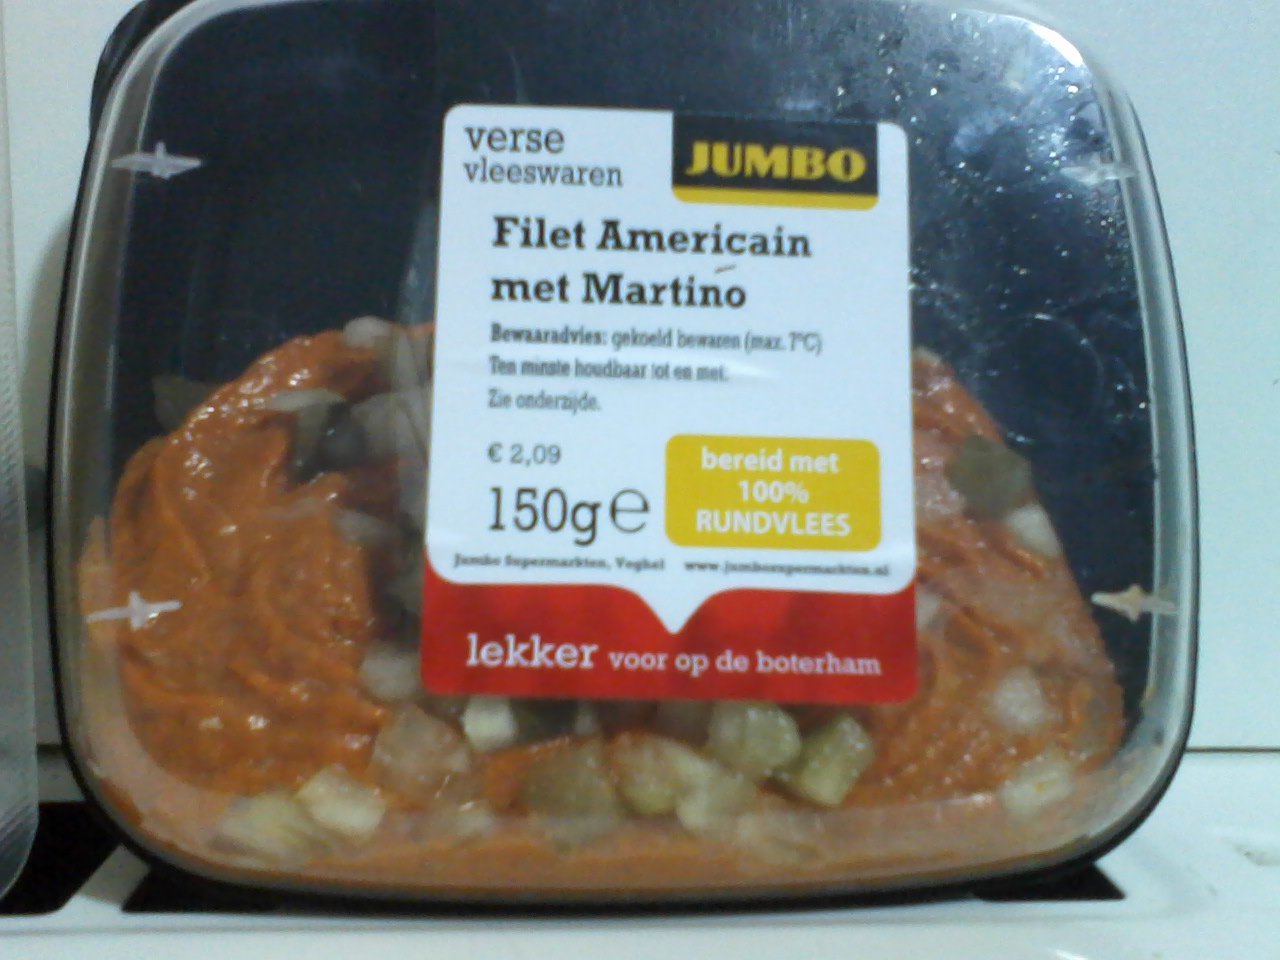 verse
vleeswaren
JUMBO
Filet Americain
met Martino
Bewaaradvies: gekoeld bewaren (max. 7°C)
Ten minste houdbaar tot en met:
Zie onderzijde.
€ 2,09
150g e
bereid met
100%
RUNDVLEES
Jumbo Supermarkten, Veghel www.jumbosupermarkten.nl
lekker voor op de boterham